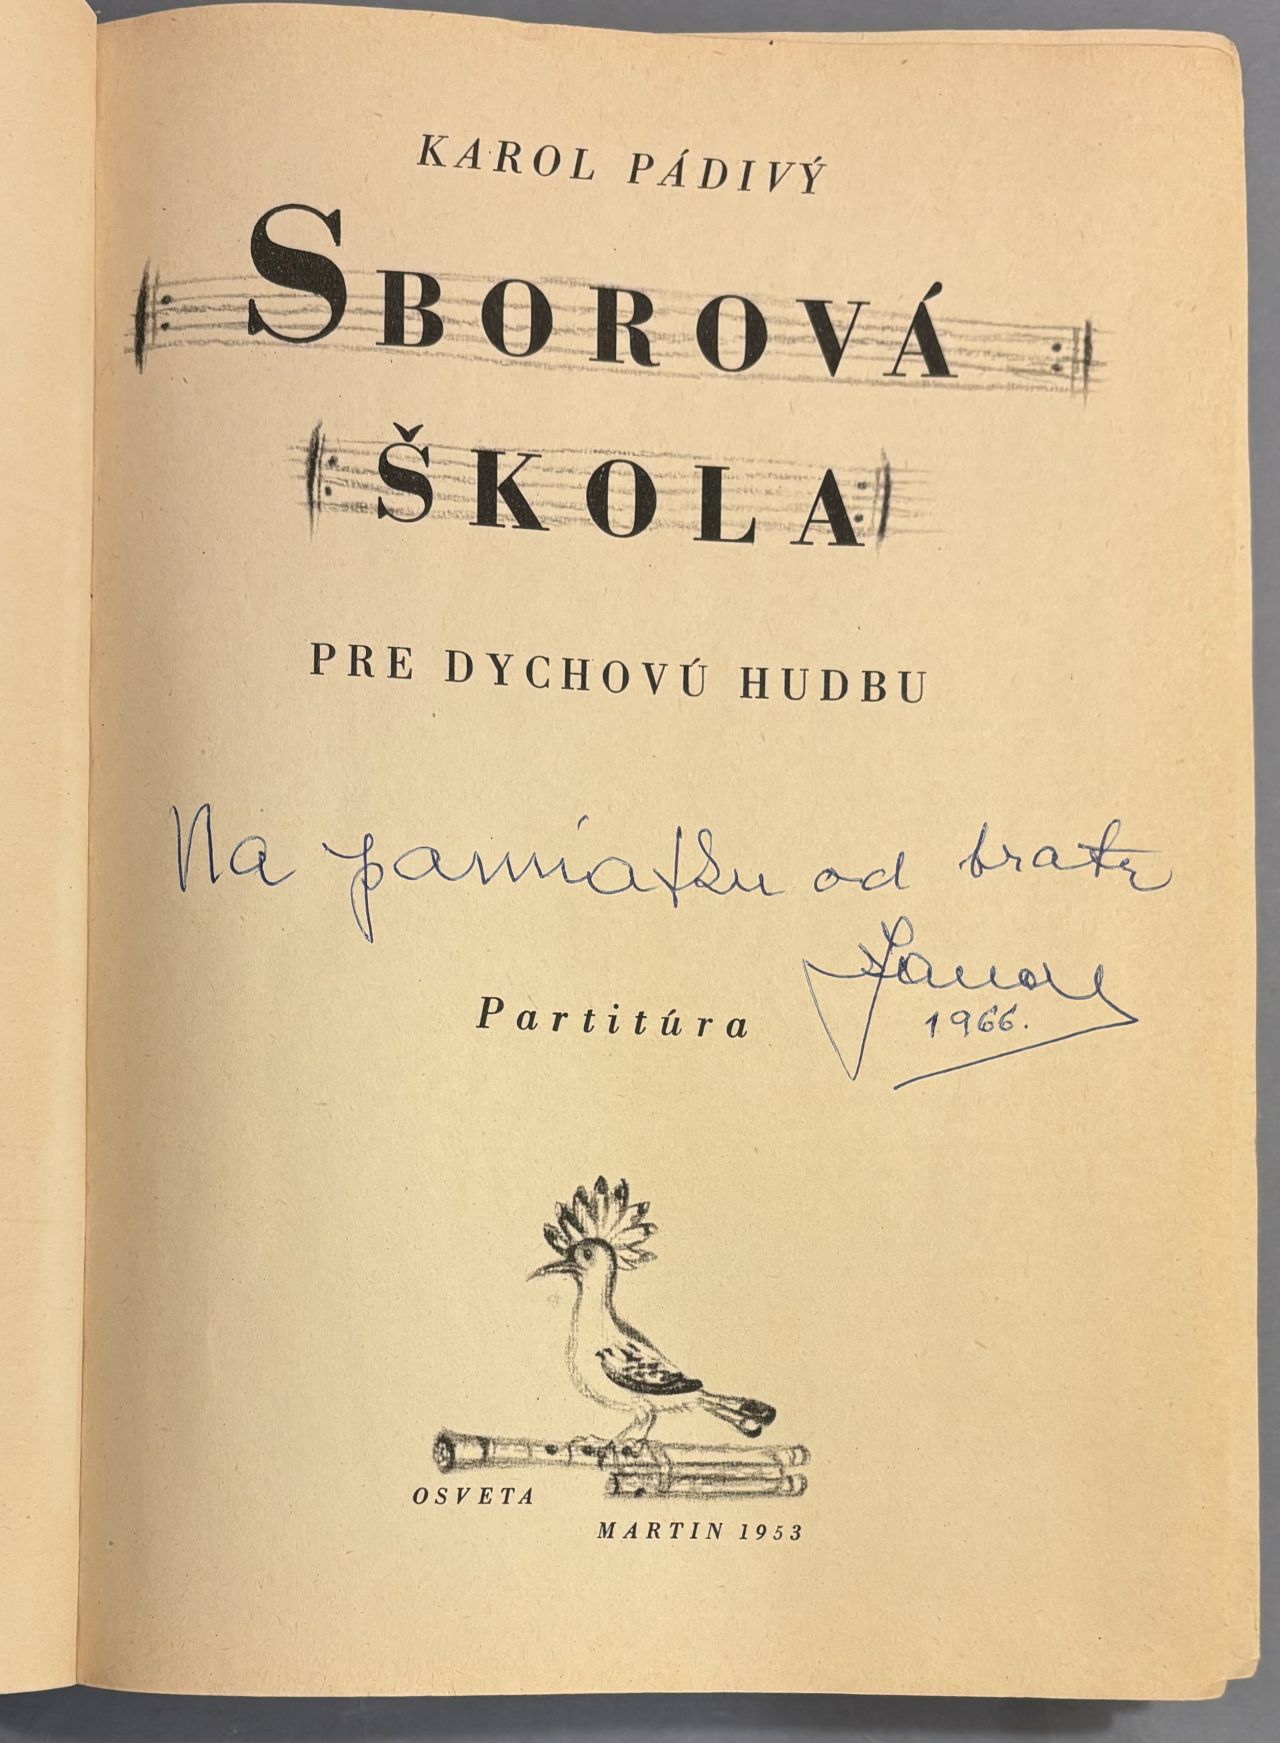 KAROL PÁDIVÝ
SBOROVÁ
ŠKOLA
PRE DYCHOVÚ HUDBU
Na pamiatku od brata
1966.
Partitúra
OSVETA
MARTIN 1953